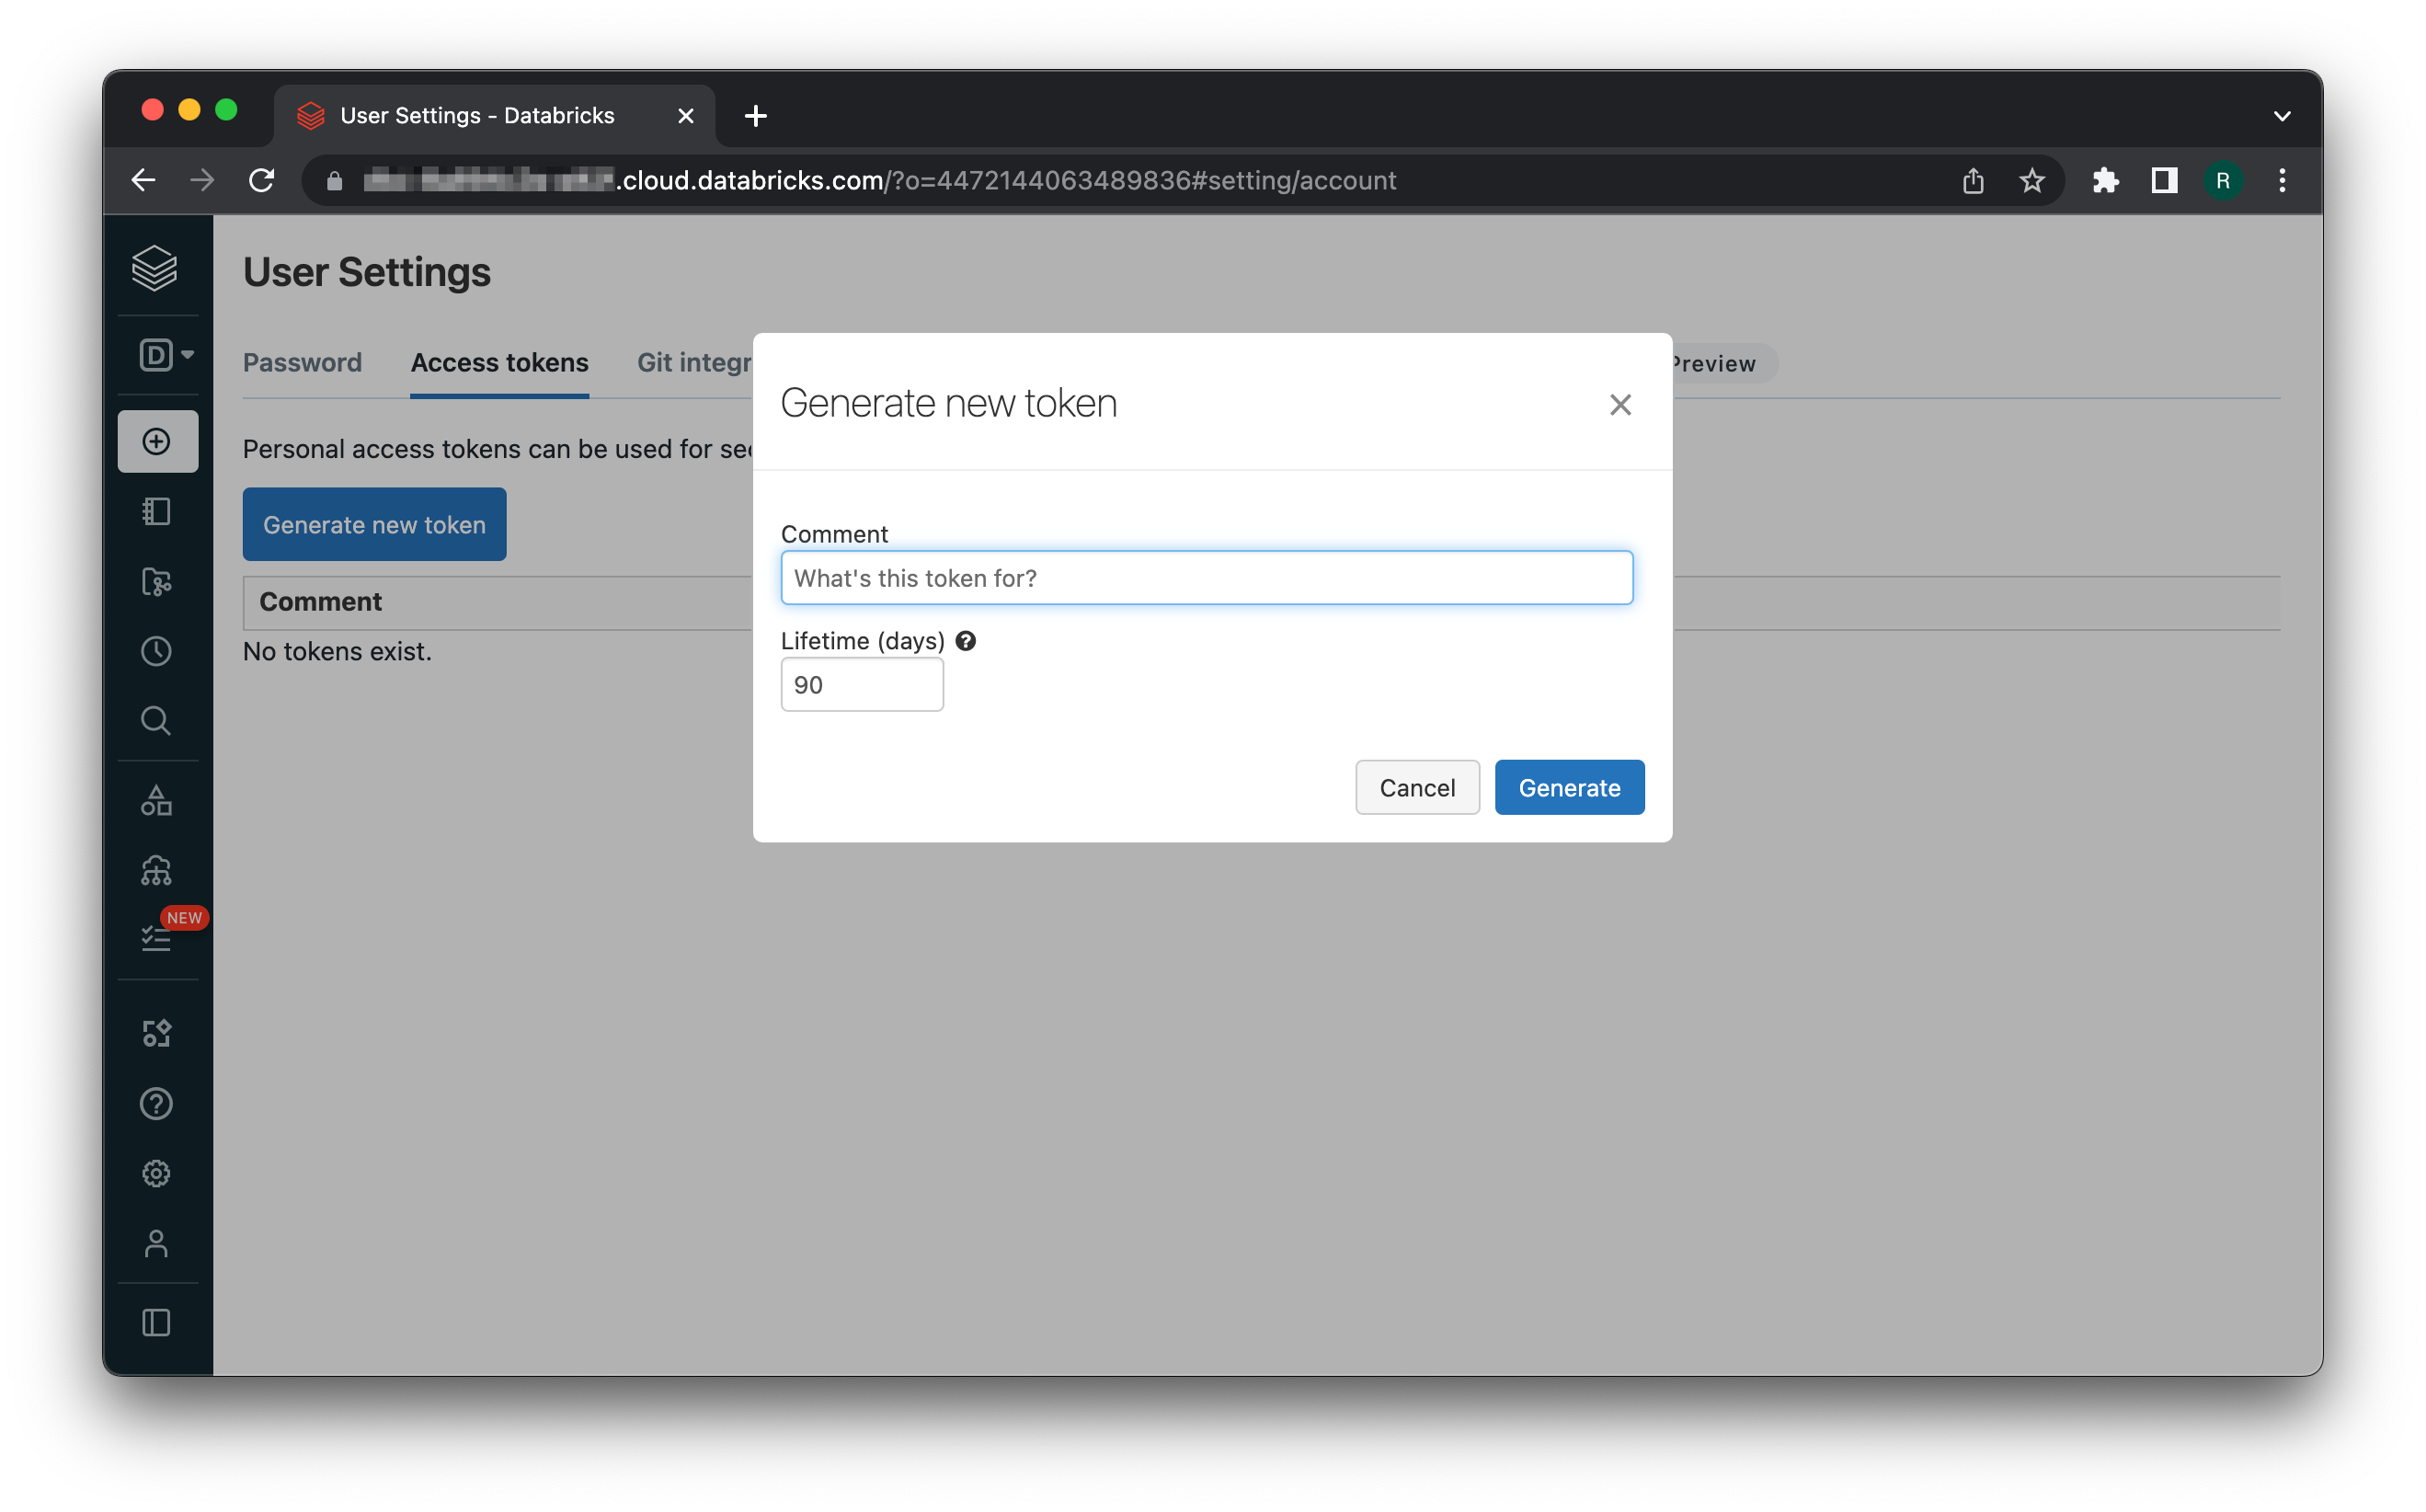 User Settings - Databricks
.cloud.databricks.com/?o=4472144063489836#setting/account
R
User Settings
D
Password Access tokens Git integr Preview
Personal access tokens can be used for sec
Generate new token
Comment
No tokens exist.
Generate new token
Comment
What's this token for?
Lifetime (days)
90
Cancel Generate
NEW